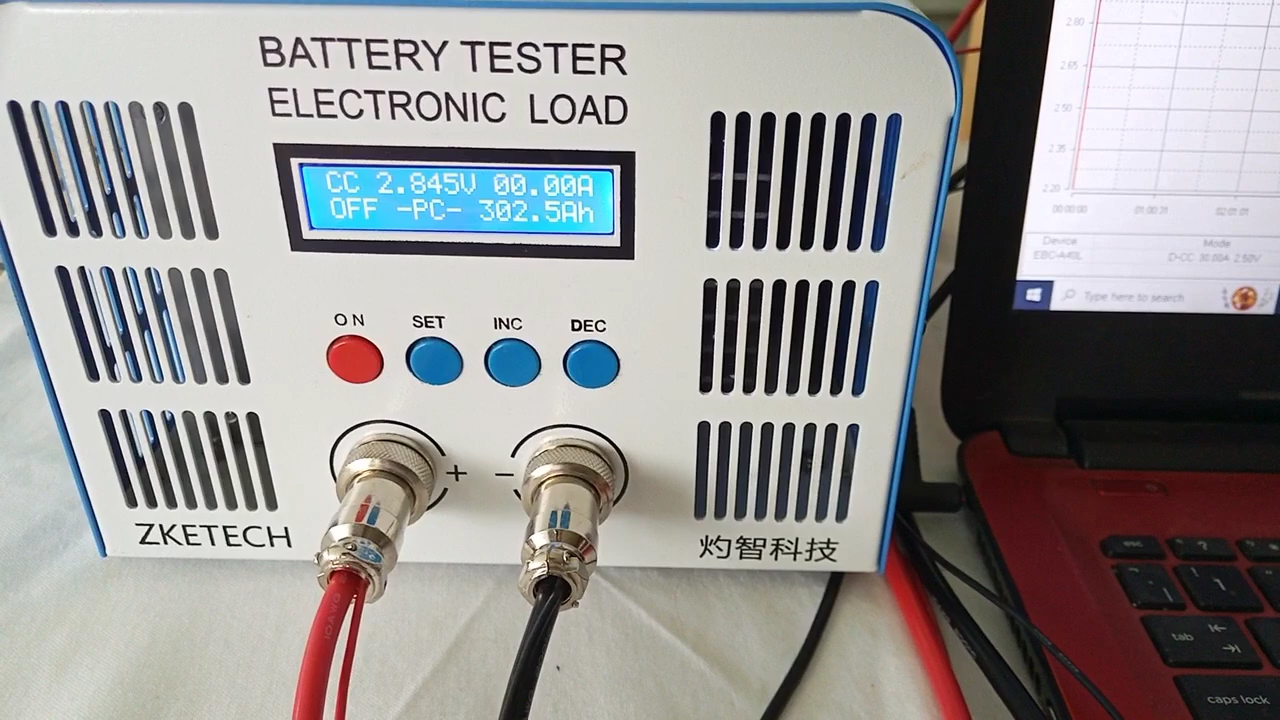 BATTERY TESTER
ELECTRONIC LOAD
CC 2.845V 00.00A
OFF -PC- 302.5Ah
ON SET INC DEC
+ −
ZKETECH
灼智科技
2.80
2.65
2.50
2.35
2.20
00:00:00 01:00:31 02:01:01
Device Mode
EBC-A40L D-CC 30.00A 2.50V
Type here to search
esc
?
1
tab
caps lock